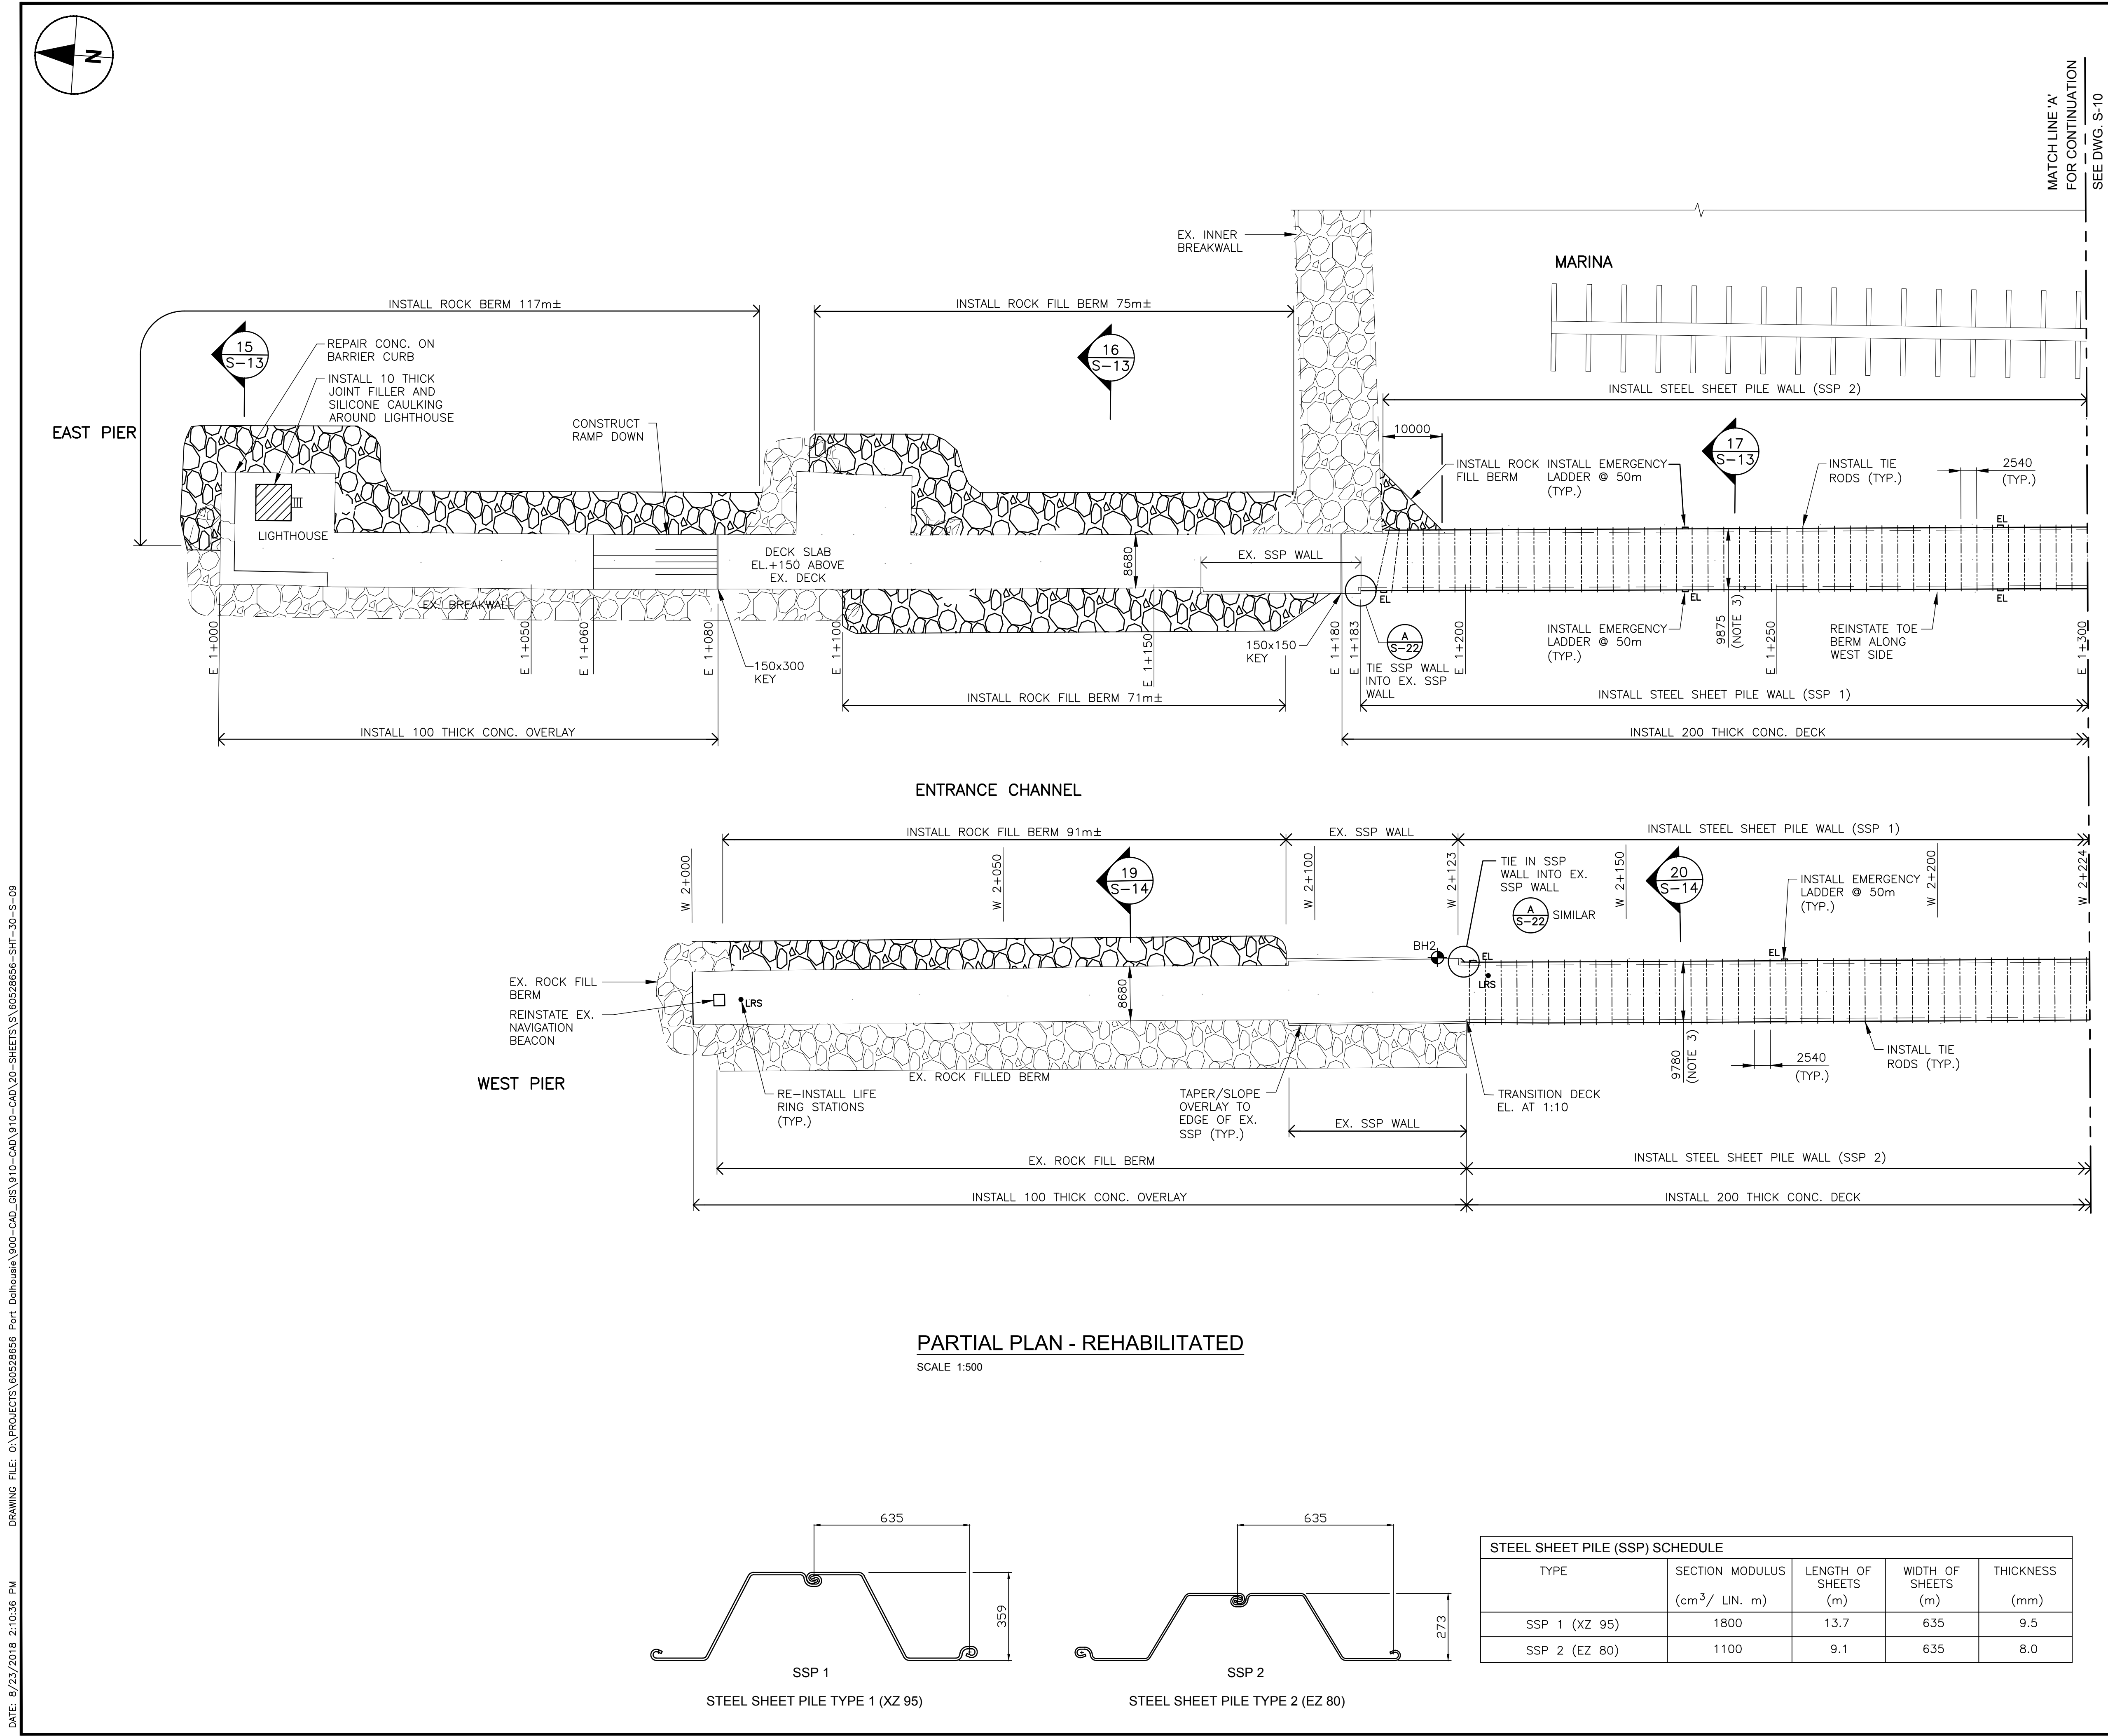 N
MATCH LINE 'A'
FOR CONTINUATION
SEE DWG. S-10
EX. INNER
BREAKWALL
MARINA
INSTALL ROCK BERM 117m±
INSTALL ROCK FILL BERM 75m±
15
S-13
REPAIR CONC. ON
BARRIER CURB
INSTALL 10 THICK
JOINT FILLER AND
SILICONE CAULKING
AROUND LIGHTHOUSE
16
S-13
INSTALL STEEL SHEET PILE WALL (SSP 2)
EAST PIER
CONSTRUCT
RAMP DOWN
10000
17
S-13
INSTALL ROCK
FILL BERM
INSTALL EMERGENCY
LADDER @ 50m
(TYP.)
INSTALL TIE
RODS (TYP.)
2540
(TYP.)
LIGHTHOUSE
DECK SLAB
EL.+150 ABOVE
EX. DECK
8680
EX. SSP WALL
EL
EX. BREAKWALL
EL
EL
EL
E 1+000
E 1+050
E 1+060
E 1+080
E 1+100
E 1+150
E 1+180
E 1+183
E 1+200
E 1+250
E 1+300
150x300
KEY
150x150
KEY
A
S-22
TIE SSP WALL
INTO EX. SSP
WALL
INSTALL EMERGENCY
LADDER @ 50m
(TYP.)
9875
(NOTE 3)
REINSTATE TOE
BERM ALONG
WEST SIDE
INSTALL ROCK FILL BERM 71m±
INSTALL STEEL SHEET PILE WALL (SSP 1)
INSTALL 100 THICK CONC. OVERLAY
INSTALL 200 THICK CONC. DECK
ENTRANCE CHANNEL
INSTALL ROCK FILL BERM 91m±
EX. SSP WALL
INSTALL STEEL SHEET PILE WALL (SSP 1)
W 2+000
W 2+050
W 2+100
W 2+123
W 2+150
W 2+200
W 2+224
19
S-14
TIE IN SSP
WALL INTO EX.
SSP WALL
A
S-22
SIMILAR
20
S-14
INSTALL EMERGENCY
LADDER @ 50m
(TYP.)
BH2
EL
EL
LRS
EX. ROCK FILL
BERM
REINSTATE EX.
NAVIGATION
BEACON
LRS
8680
9780
(NOTE 3)
2540
(TYP.)
INSTALL TIE
RODS (TYP.)
WEST PIER
EX. ROCK FILLED BERM
RE-INSTALL LIFE
RING STATIONS
(TYP.)
TAPER/SLOPE
OVERLAY TO
EDGE OF EX.
SSP (TYP.)
TRANSITION DECK
EL. AT 1:10
EX. SSP WALL
EX. ROCK FILL BERM
INSTALL STEEL SHEET PILE WALL (SSP 2)
INSTALL 100 THICK CONC. OVERLAY
INSTALL 200 THICK CONC. DECK
PARTIAL PLAN - REHABILITATED
SCALE 1:500
635
359
SSP 1
STEEL SHEET PILE TYPE 1 (XZ 95)
635
273
SSP 2
STEEL SHEET PILE TYPE 2 (EZ 80)
STEEL SHEET PILE (SSP) SCHEDULE
TYPE SECTION MODULUS (cm³/ LIN. m) LENGTH OF SHEETS (m) WIDTH OF SHEETS (m) THICKNESS (mm)
SSP 1 (XZ 95) 1800 13.7 635 9.5
SSP 2 (EZ 80) 1100 9.1 635 8.0
DATE: 8/23/2018 2:10:36 PM DRAWING FILE: O:\PROJECTS\60528656 Port Dalhousie\900-CAD_GIS\910-CAD\910-CAD\20-SHEETS\S\60528656-SHT-30-S-09